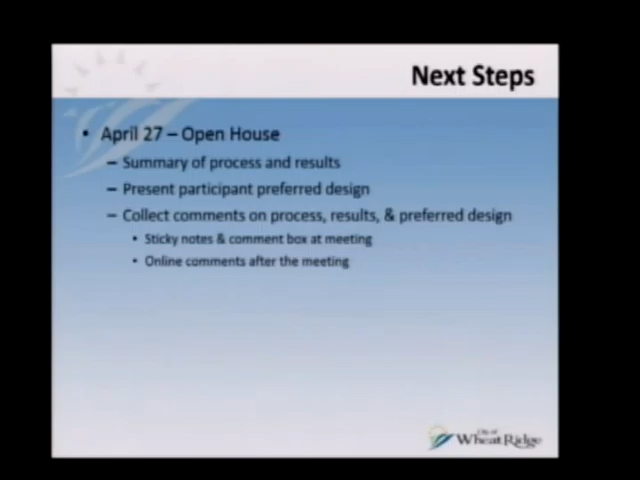 Next Steps
• April 27 – Open House
– Summary of process and results
– Present participant preferred design
– Collect comments on process, results, & preferred design
• Sticky notes & comment box at meeting
• Online comments after the meeting
City of
Wheat Ridge